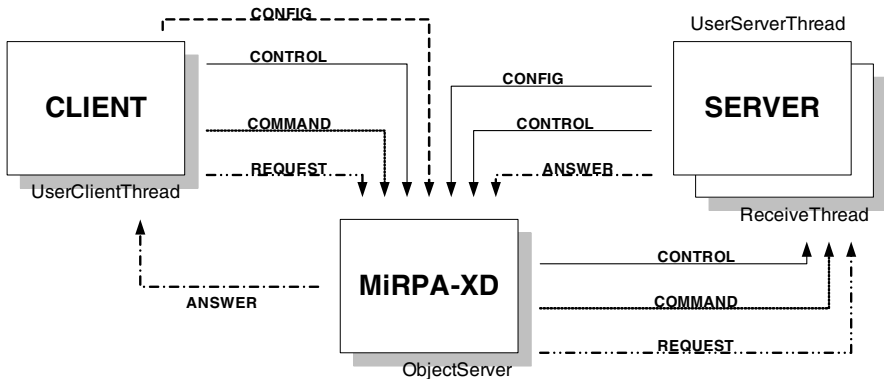 CONFIG
UserServerThread
CONTROL
CONFIG
CLIENT
SERVER
COMMAND
CONTROL
REQUEST
ANSWER
UserClientThread
ReceiveThread
CONTROL
MiRPA-XD
ANSWER
COMMAND
REQUEST
ObjectServer